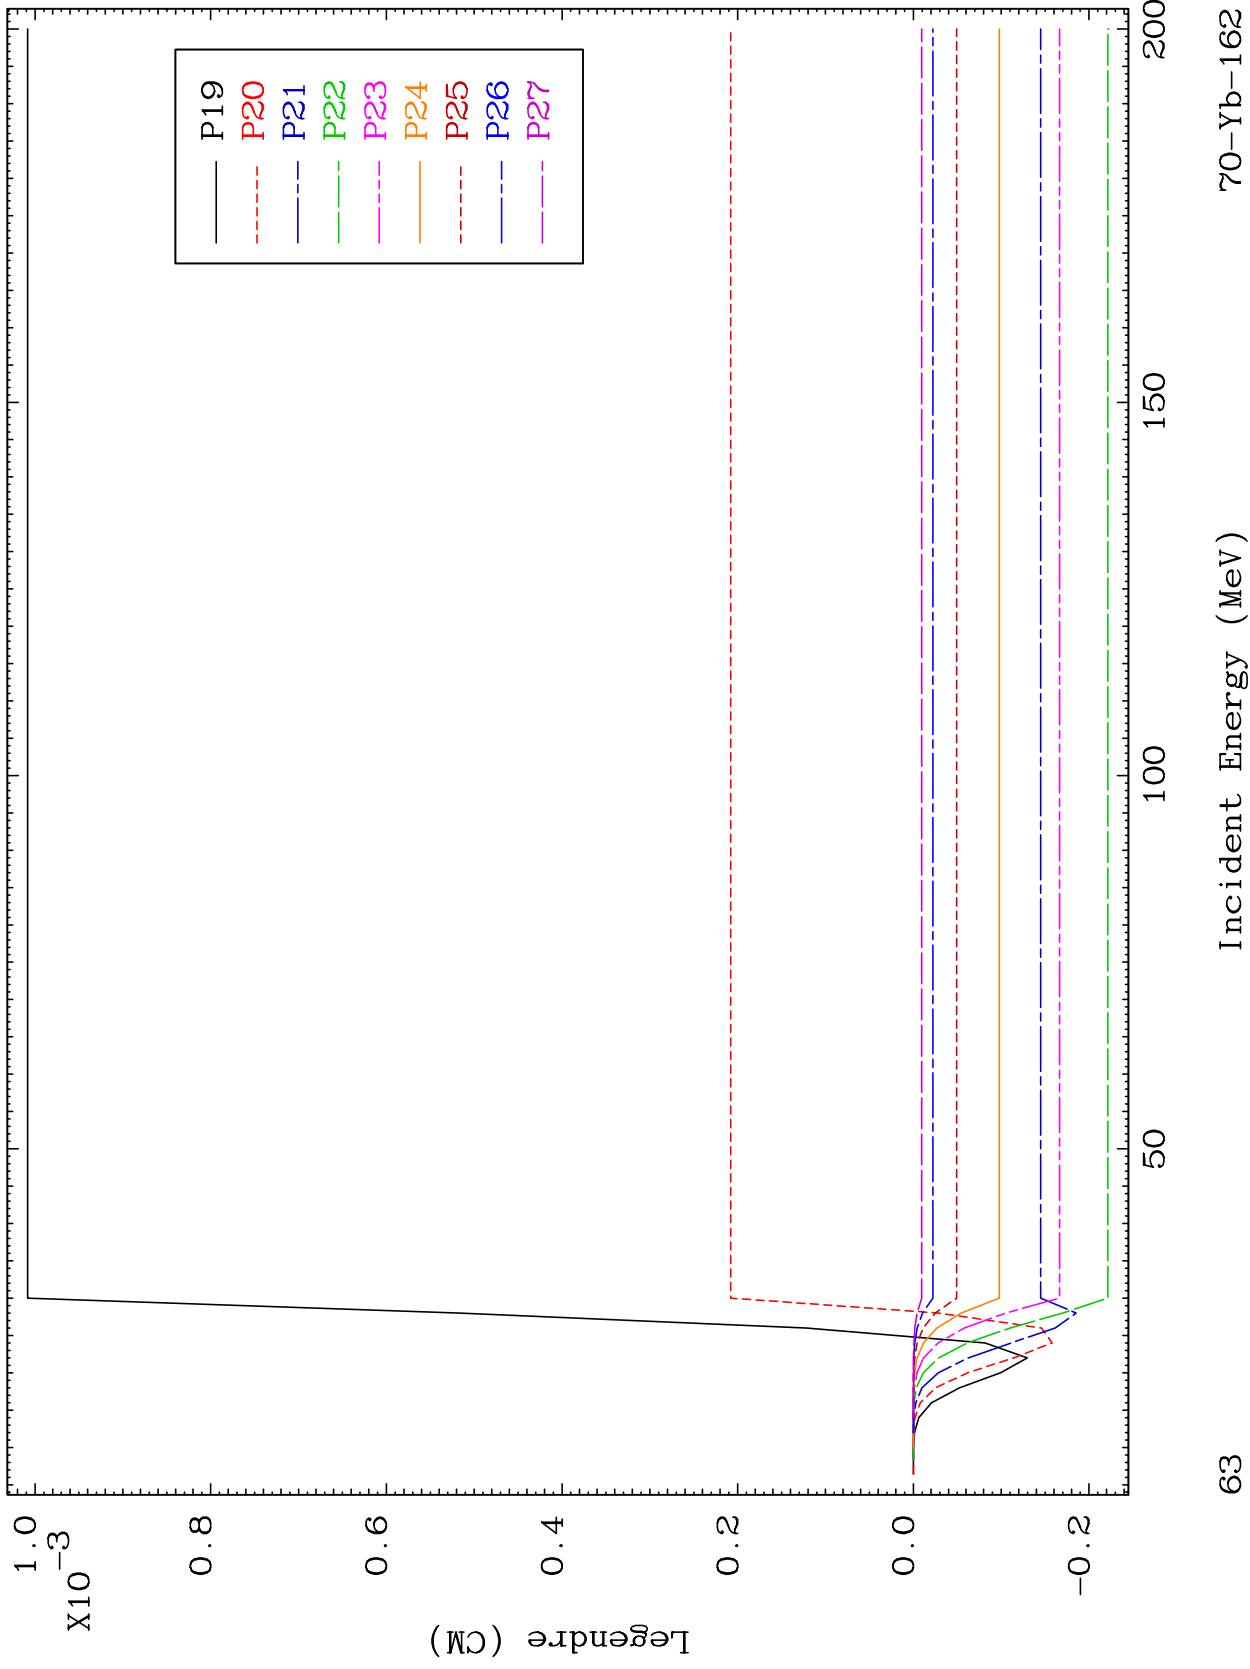 1.0
X10−3
0.8
0.6
0.4
0.2
0.0
−0.2
Legendre (CM)
P19
P20
P21
P22
P23
P24
P25
P26
P27
50
100
150
200
Incident Energy (MeV)
63
70−Yb−162